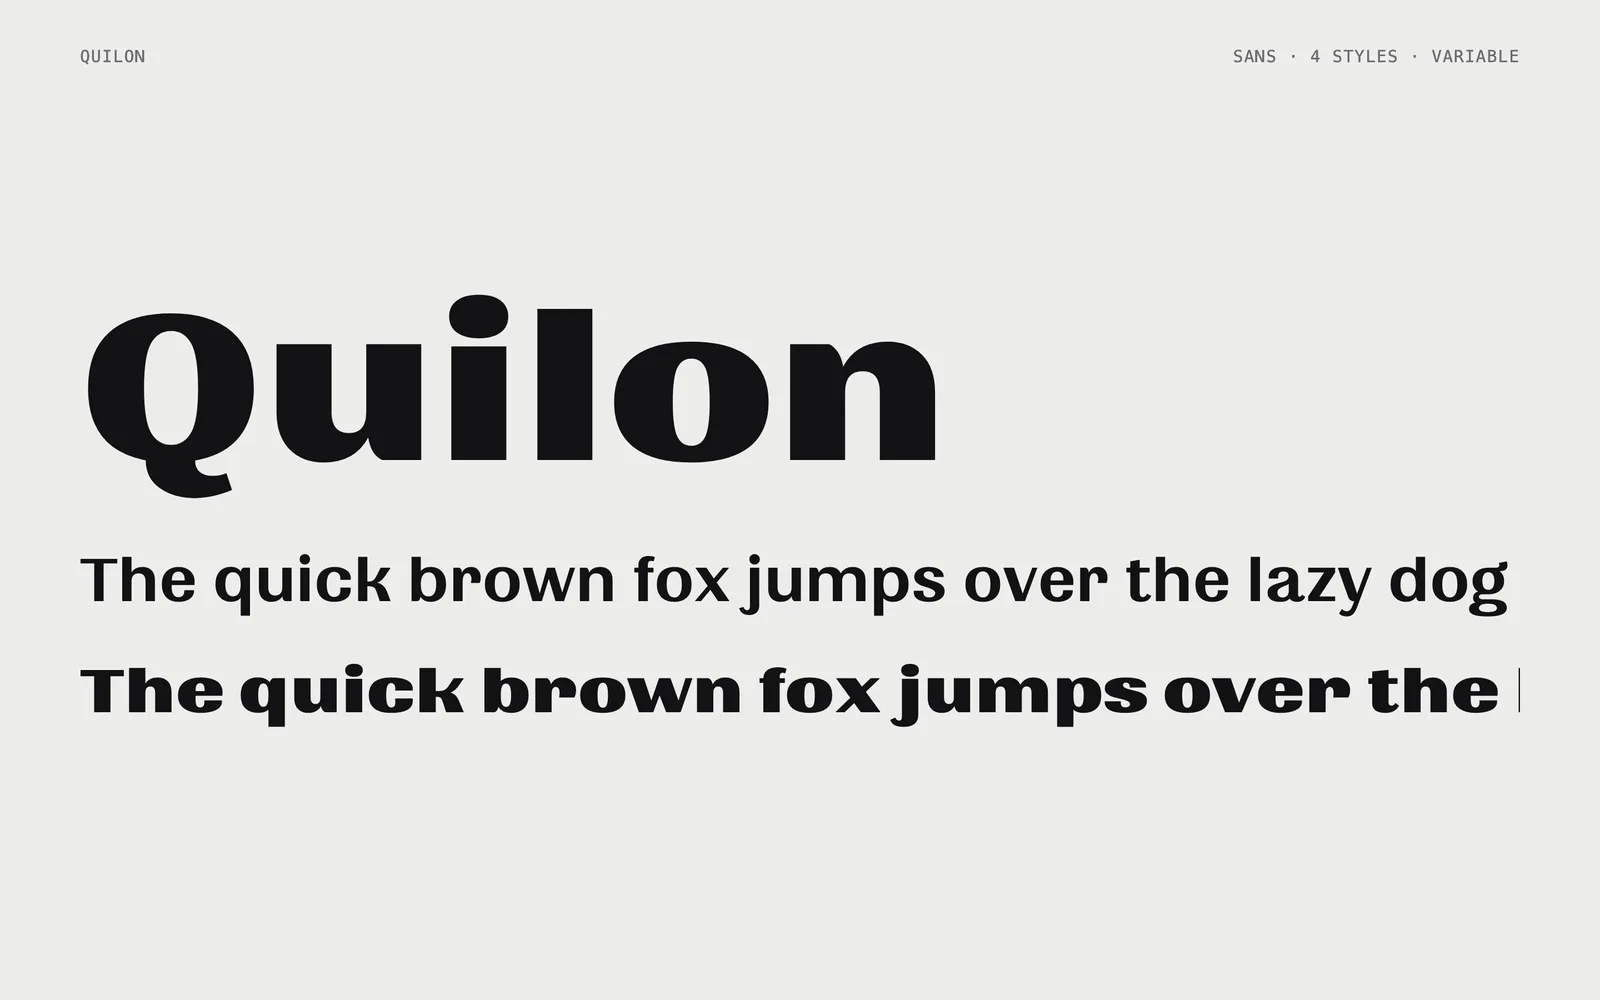 QUILON
SANS · 4 STYLES · VARIABLE
Quilon
The quick brown fox jumps over the lazy dog
The quick brown fox jumps over the